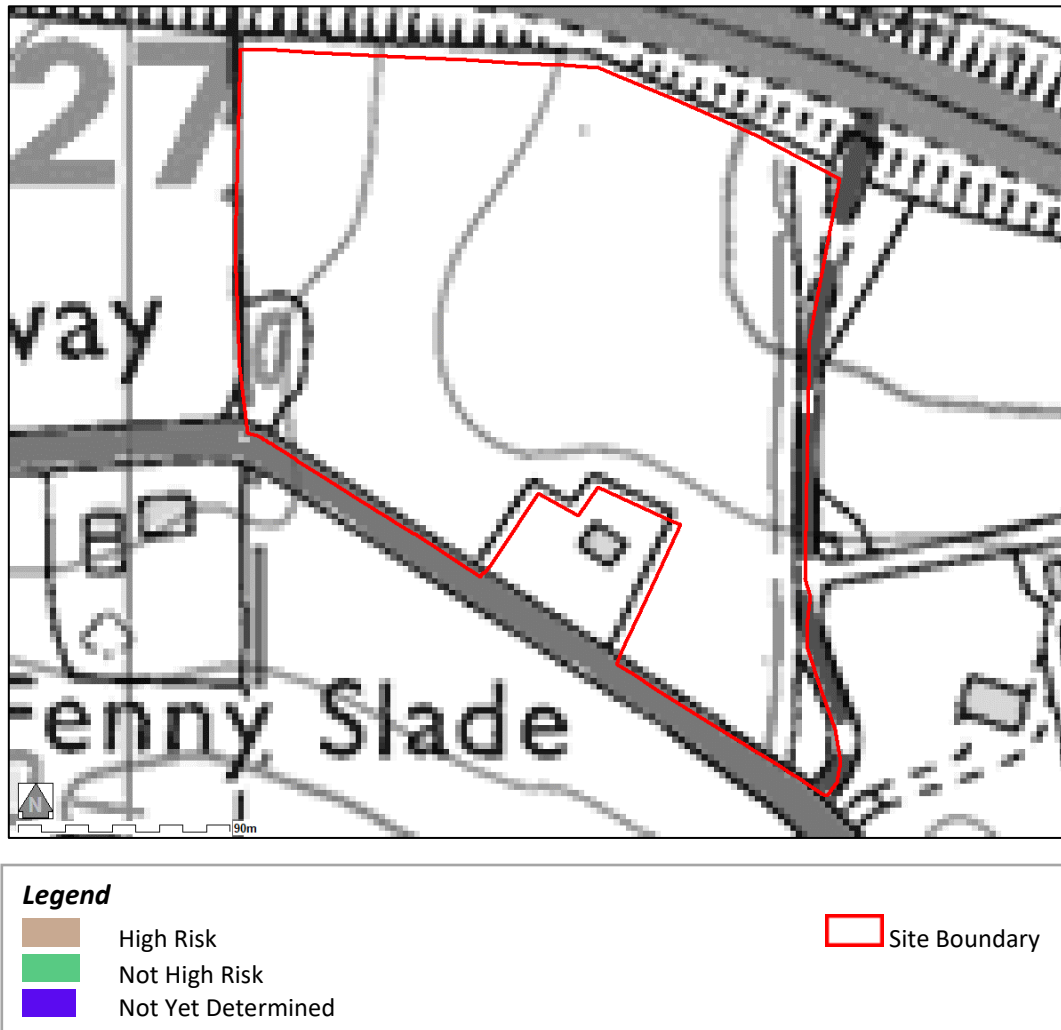 27
way
Fenny Slade
N
90m
Legend
High Risk
Not High Risk
Not Yet Determined
Site Boundary